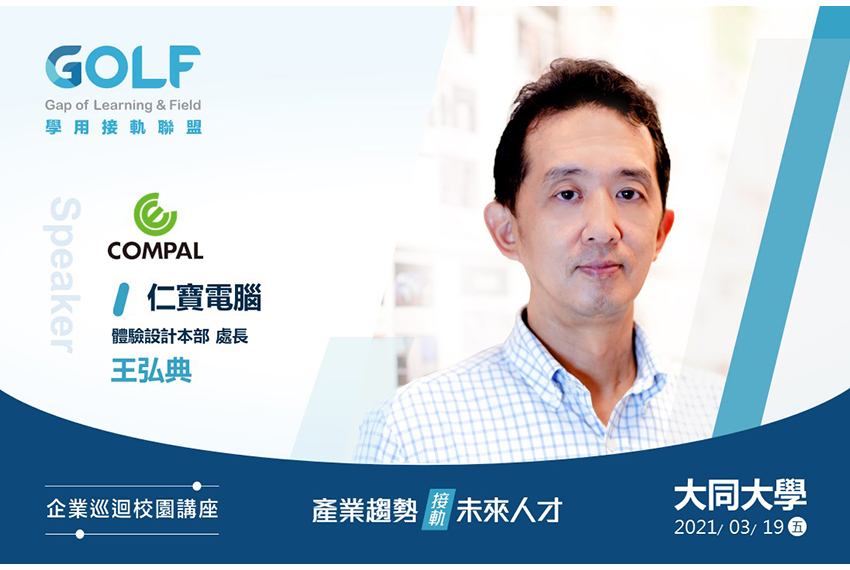 GOLF
Gap of Learning & Field
學用接軌聯盟
Speaker
COMPAL
仁寶電腦
體驗設計本部 處長
王弘典
企業巡迴校園講座
產業趨勢 接軌 未來人才
大同大學
2021/ 03/ 19 五